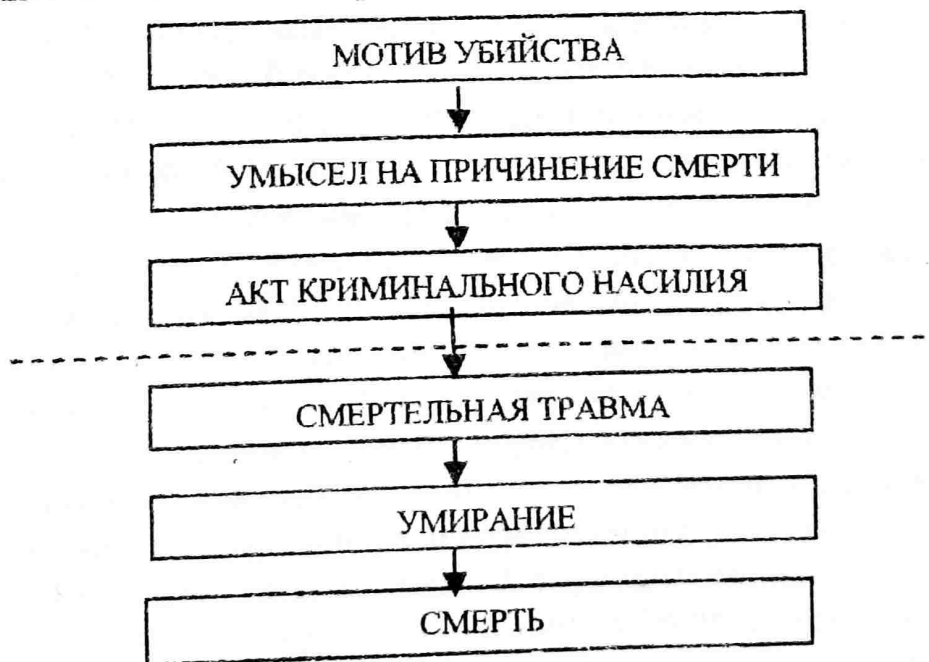 МОТИВ УБИЙСТВА
УМЫСЕЛ НА ПРИЧИНЕНИЕ СМЕРТИ
АКТ КРИМИНАЛЬНОГО НАСИЛИЯ
СМЕРТЕЛЬНАЯ ТРАВМА
УМИРАНИЕ
СМЕРТЬ